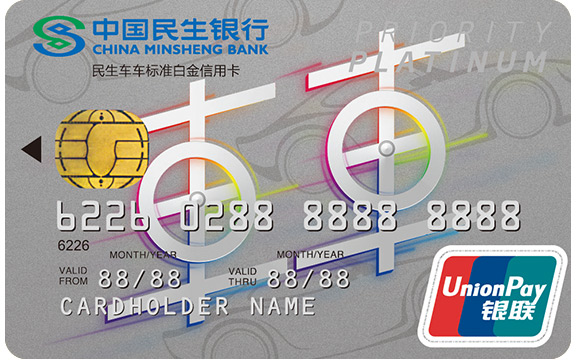 中国民生银行
CHINA MINSHENG BANK
民生车车标准白金信用卡
PRIORITY
PLATINUM
6226 0288 8888 8888
6226
MONTH/YEAR MONTH/YEAR
VALID FROM 88/88 VALID THRU 88/88
CARDHOLDER NAME
UnionPay
银联